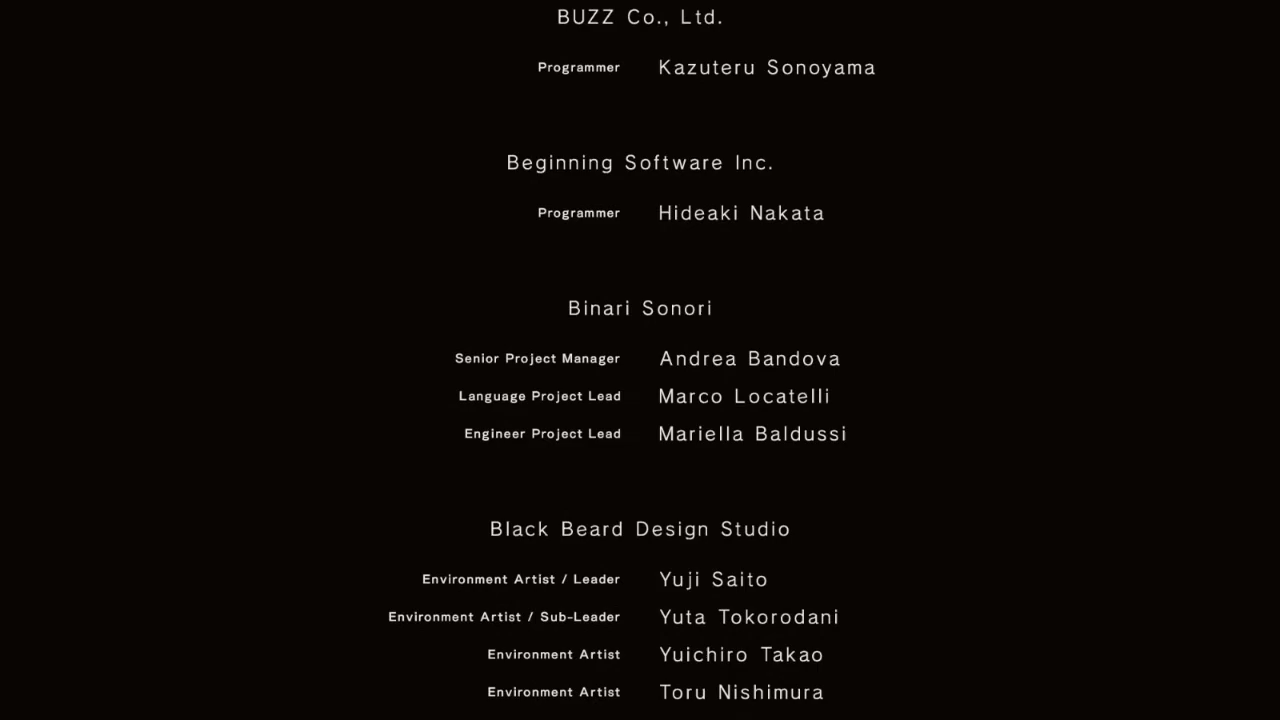 BUZZ Co., Ltd.
Programmer Kazuteru Sonoyama
Beginning Software Inc.
Programmer Hideaki Nakata
Binari Sonori
Senior Project Manager Andrea Bandova
Language Project Lead Marco Locatelli
Engineer Project Lead Mariella Baldussi
Black Beard Design Studio
Environment Artist / Leader Yuji Saito
Environment Artist / Sub-Leader Yuta Tokorodani
Environment Artist Yuichiro Takao
Environment Artist Toru Nishimura